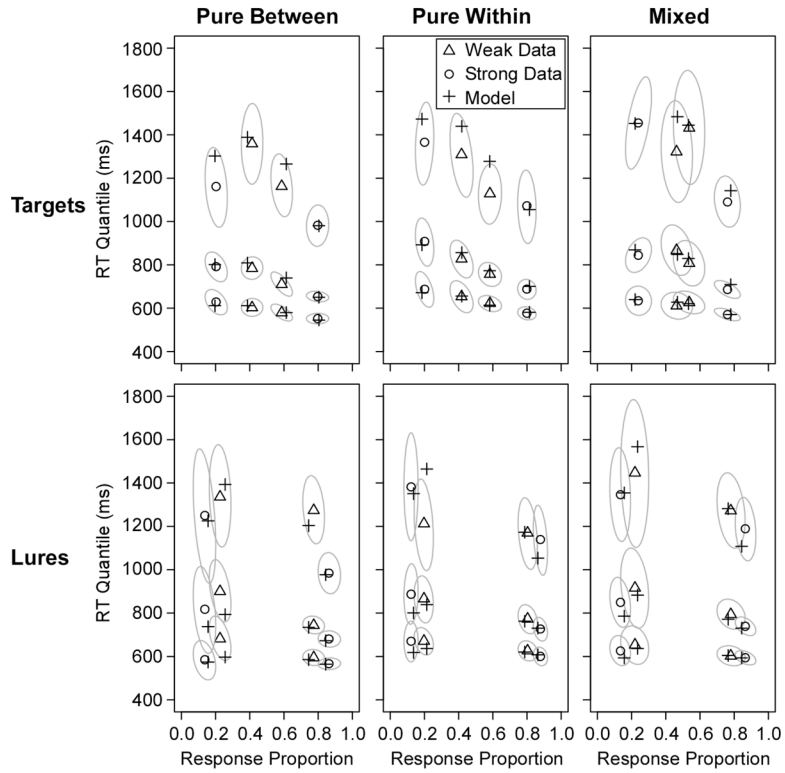 Pure Between Pure Within Mixed
Weak Data
Strong Data
Model
Targets
RT Quantile (ms)
1800
1600
1400
1200
1000
800
600
400
Lures
RT Quantile (ms)
1800
1600
1400
1200
1000
800
600
400
0.0 0.2 0.4 0.6 0.8 1.0 0.0 0.2 0.4 0.6 0.8 1.0 0.0 0.2 0.4 0.6 0.8 1.0
Response Proportion Response Proportion Response Proportion